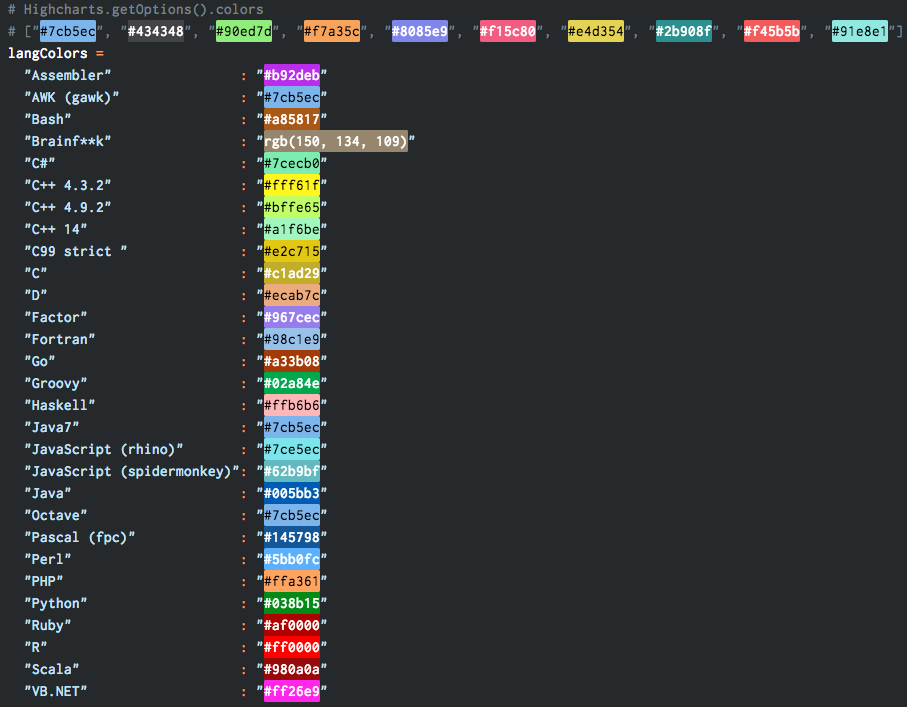 # Highcharts.getOptions().colors
# ["#7cb5ec", "#434348", "#90ed7d", "#f7a35c", "#8085e9", "#f15c80", "#e4d354", "#2b908f", "#f45b5b", "#91e8e1"]
langColors =
"Assembler" : "#b92deb"
"AWK (gawk)" : "#7cb5ec"
"Bash" : "#a85817"
"Brainf**k" : "rgb(150, 134, 109)"
"C#" : "#7cecb0"
"C++ 4.3.2" : "#fff61f"
"C++ 4.9.2" : "#bffe65"
"C++ 14" : "#a1f6be"
"C99 strict " : "#e2c715"
"C" : "#c1ad29"
"D" : "#ecab7c"
"Factor" : "#967cec"
"Fortran" : "#98c1e9"
"Go" : "#a33b08"
"Groovy" : "#02a84e"
"Haskell" : "#ffb6b6"
"Java7" : "#7cb5ec"
"JavaScript (rhino)" : "#7ce5ec"
"JavaScript (spidermonkey)": "#62b9bf"
"Java" : "#005bb3"
"Octave" : "#7cb5ec"
"Pascal (fpc)" : "#145798"
"Perl" : "#5bb0fc"
"PHP" : "#ffa361"
"Python" : "#038b15"
"Ruby" : "#af0000"
"R" : "#ff0000"
"Scala" : "#980a0a"
"VB.NET" : "#ff26e9"